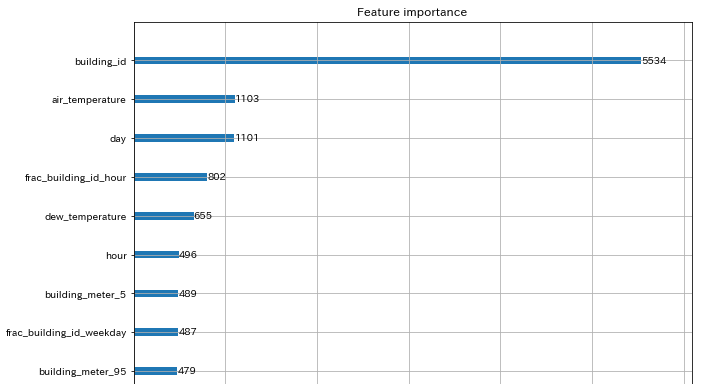 Feature importance
building_id 5534
air_temperature 1103
day 1101
frac_building_id_hour 802
dew_temperature 655
hour 496
building_meter_5 489
frac_building_id_weekday 487
building_meter_95 479